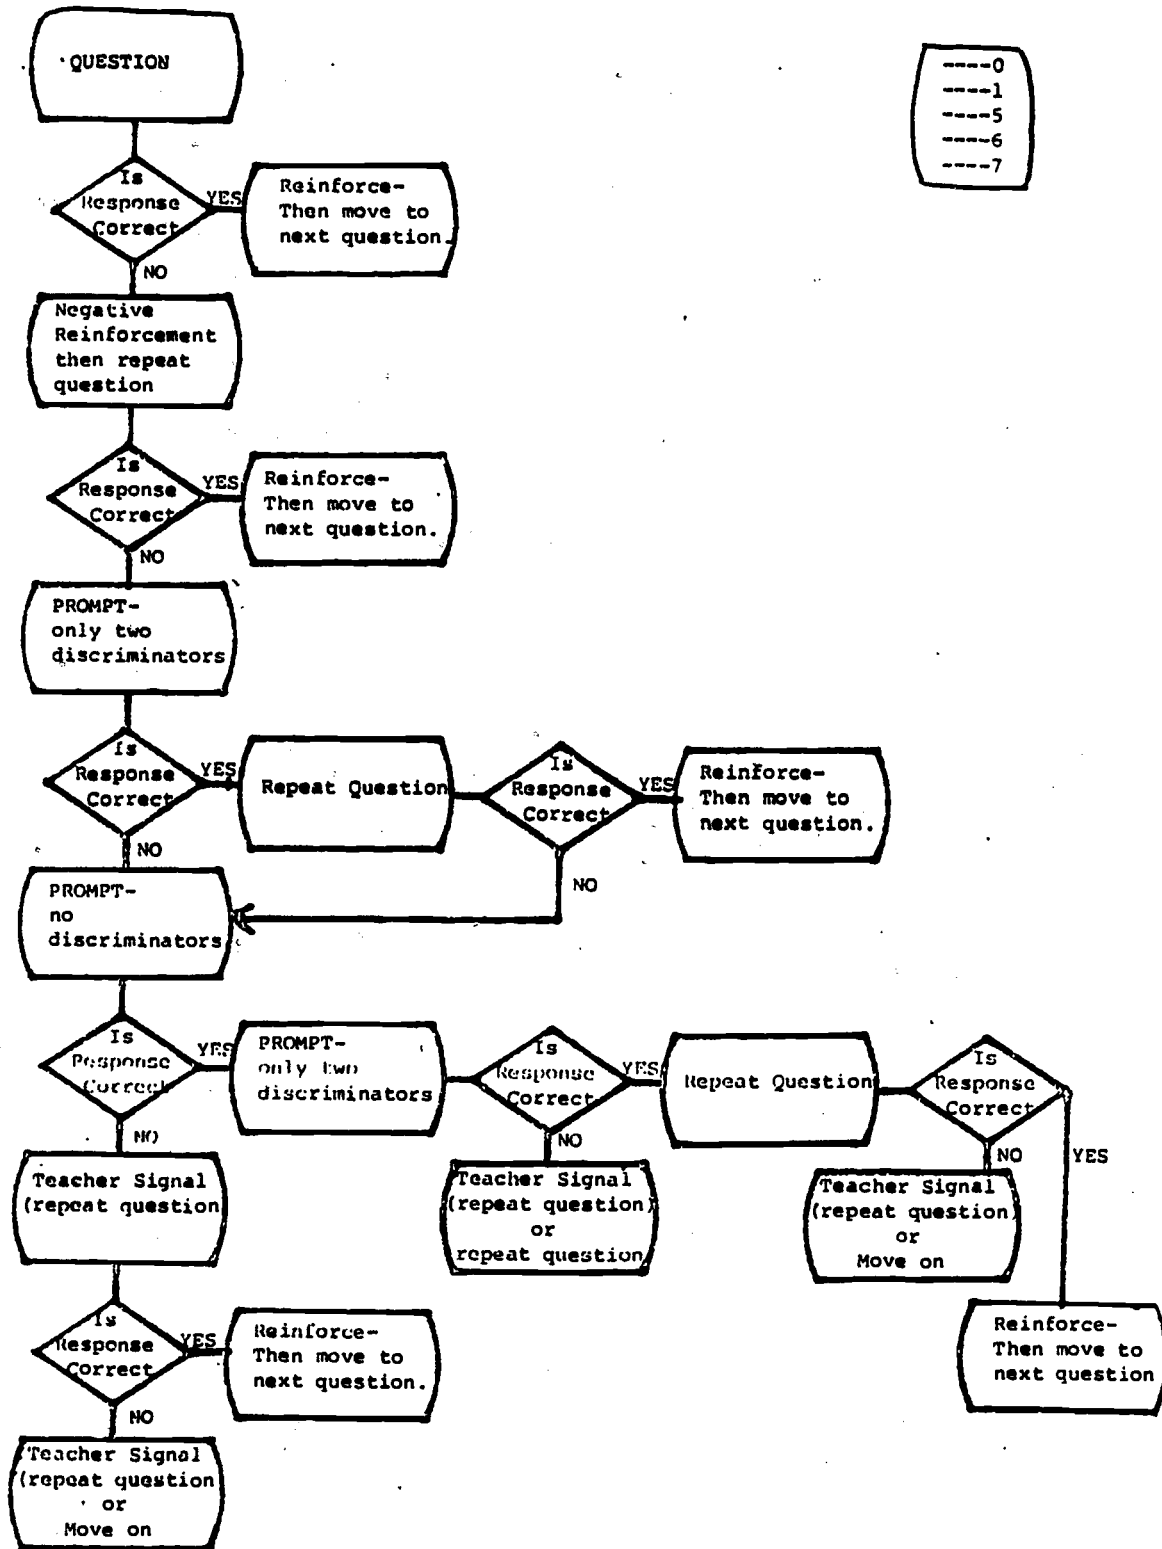 QUESTION
----0
----1
----5
----6
----7
Is
Response
Correct
YES
Reinforce-
Then move to
next question.
NO
Negative
Reinforcement
then repeat
question
Is
Response
Correct
YES
Reinforce-
Then move to
next question.
NO
PROMPT-
only two
discriminators
Is
Response
Correct
YES
Repeat Question
Is
Response
Correct
YES
Reinforce-
Then move to
next question.
NO
NO
PROMPT-
no
discriminators
Is
Response
Correct
YES
PROMPT-
only two
discriminators
Is
Response
Correct
YES
Repeat Question
Is
Response
Correct
NO
YES
NO
Teacher Signal
(repeat question)
or
repeat question
Teacher Signal
(repeat question)
or
Move on
NO
Teacher Signal
(repeat question
Reinforce-
Then move to
next question
Is
Response
Correct
YES
Reinforce-
Then move to
next question.
NO
Teacher Signal
(repeat question
or
Move on